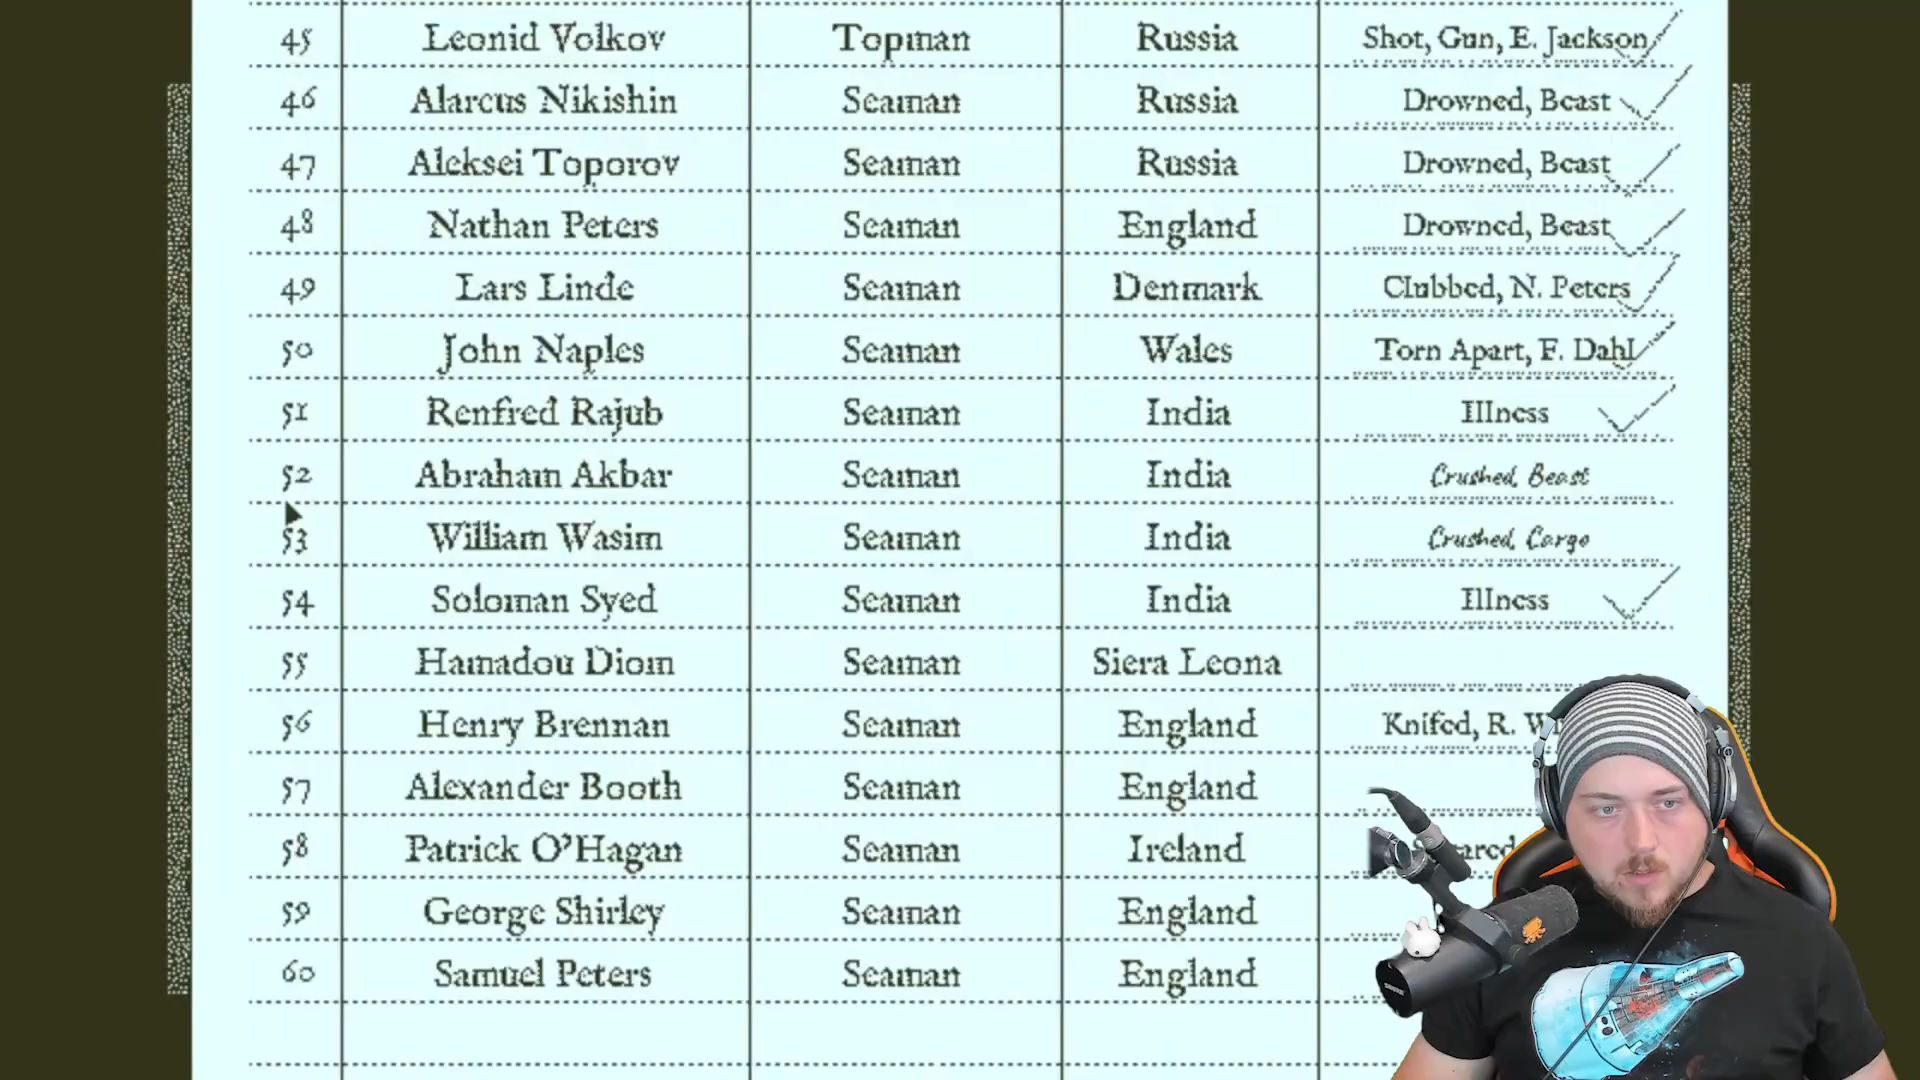 45 Leonid Volkov Topman Russia Shot, Gun, E. Jackson
46 Alarcus Nikishin Seaman Russia Drowned, Beast
47 Aleksei Toporov Seaman Russia Drowned, Beast
48 Nathan Peters Seaman England Drowned, Beast
49 Lars Linde Seaman Denmark Clubbed, N. Peters
50 John Naples Seaman Wales Torn Apart, F. Dahl
51 Renfred Rajub Seaman India Illness
52 Abraham Akbar Seaman India Crushed, Beast
53 William Wasim Seaman India Crushed, Cargo
54 Soloman Syed Seaman India Illness
55 Hamadou Diom Seaman Siera Leona
56 Henry Brennan Seaman England Knifed, R.
57 Alexander Booth Seaman England
58 Patrick O'Hagan Seaman Ireland
59 George Shirley Seaman England
60 Samuel Peters Seaman England